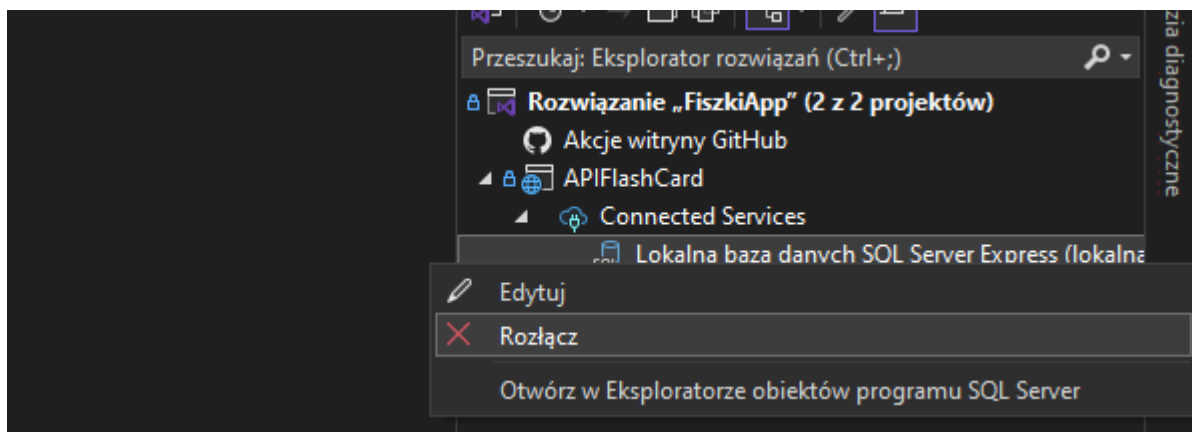 Przeszukaj: Eksplorator rozwiązań (Ctrl+;)
Rozwiązanie „FiszkiApp” (2 z 2 projektów)
Akcje witryny GitHub
APIFlashCard
Connected Services
Lokalna baza danych SQL Server Express (lokalna
Edytuj
Rozłącz
Otwórz w Eksploratorze obiektów programu SQL Server
diagnostyczne